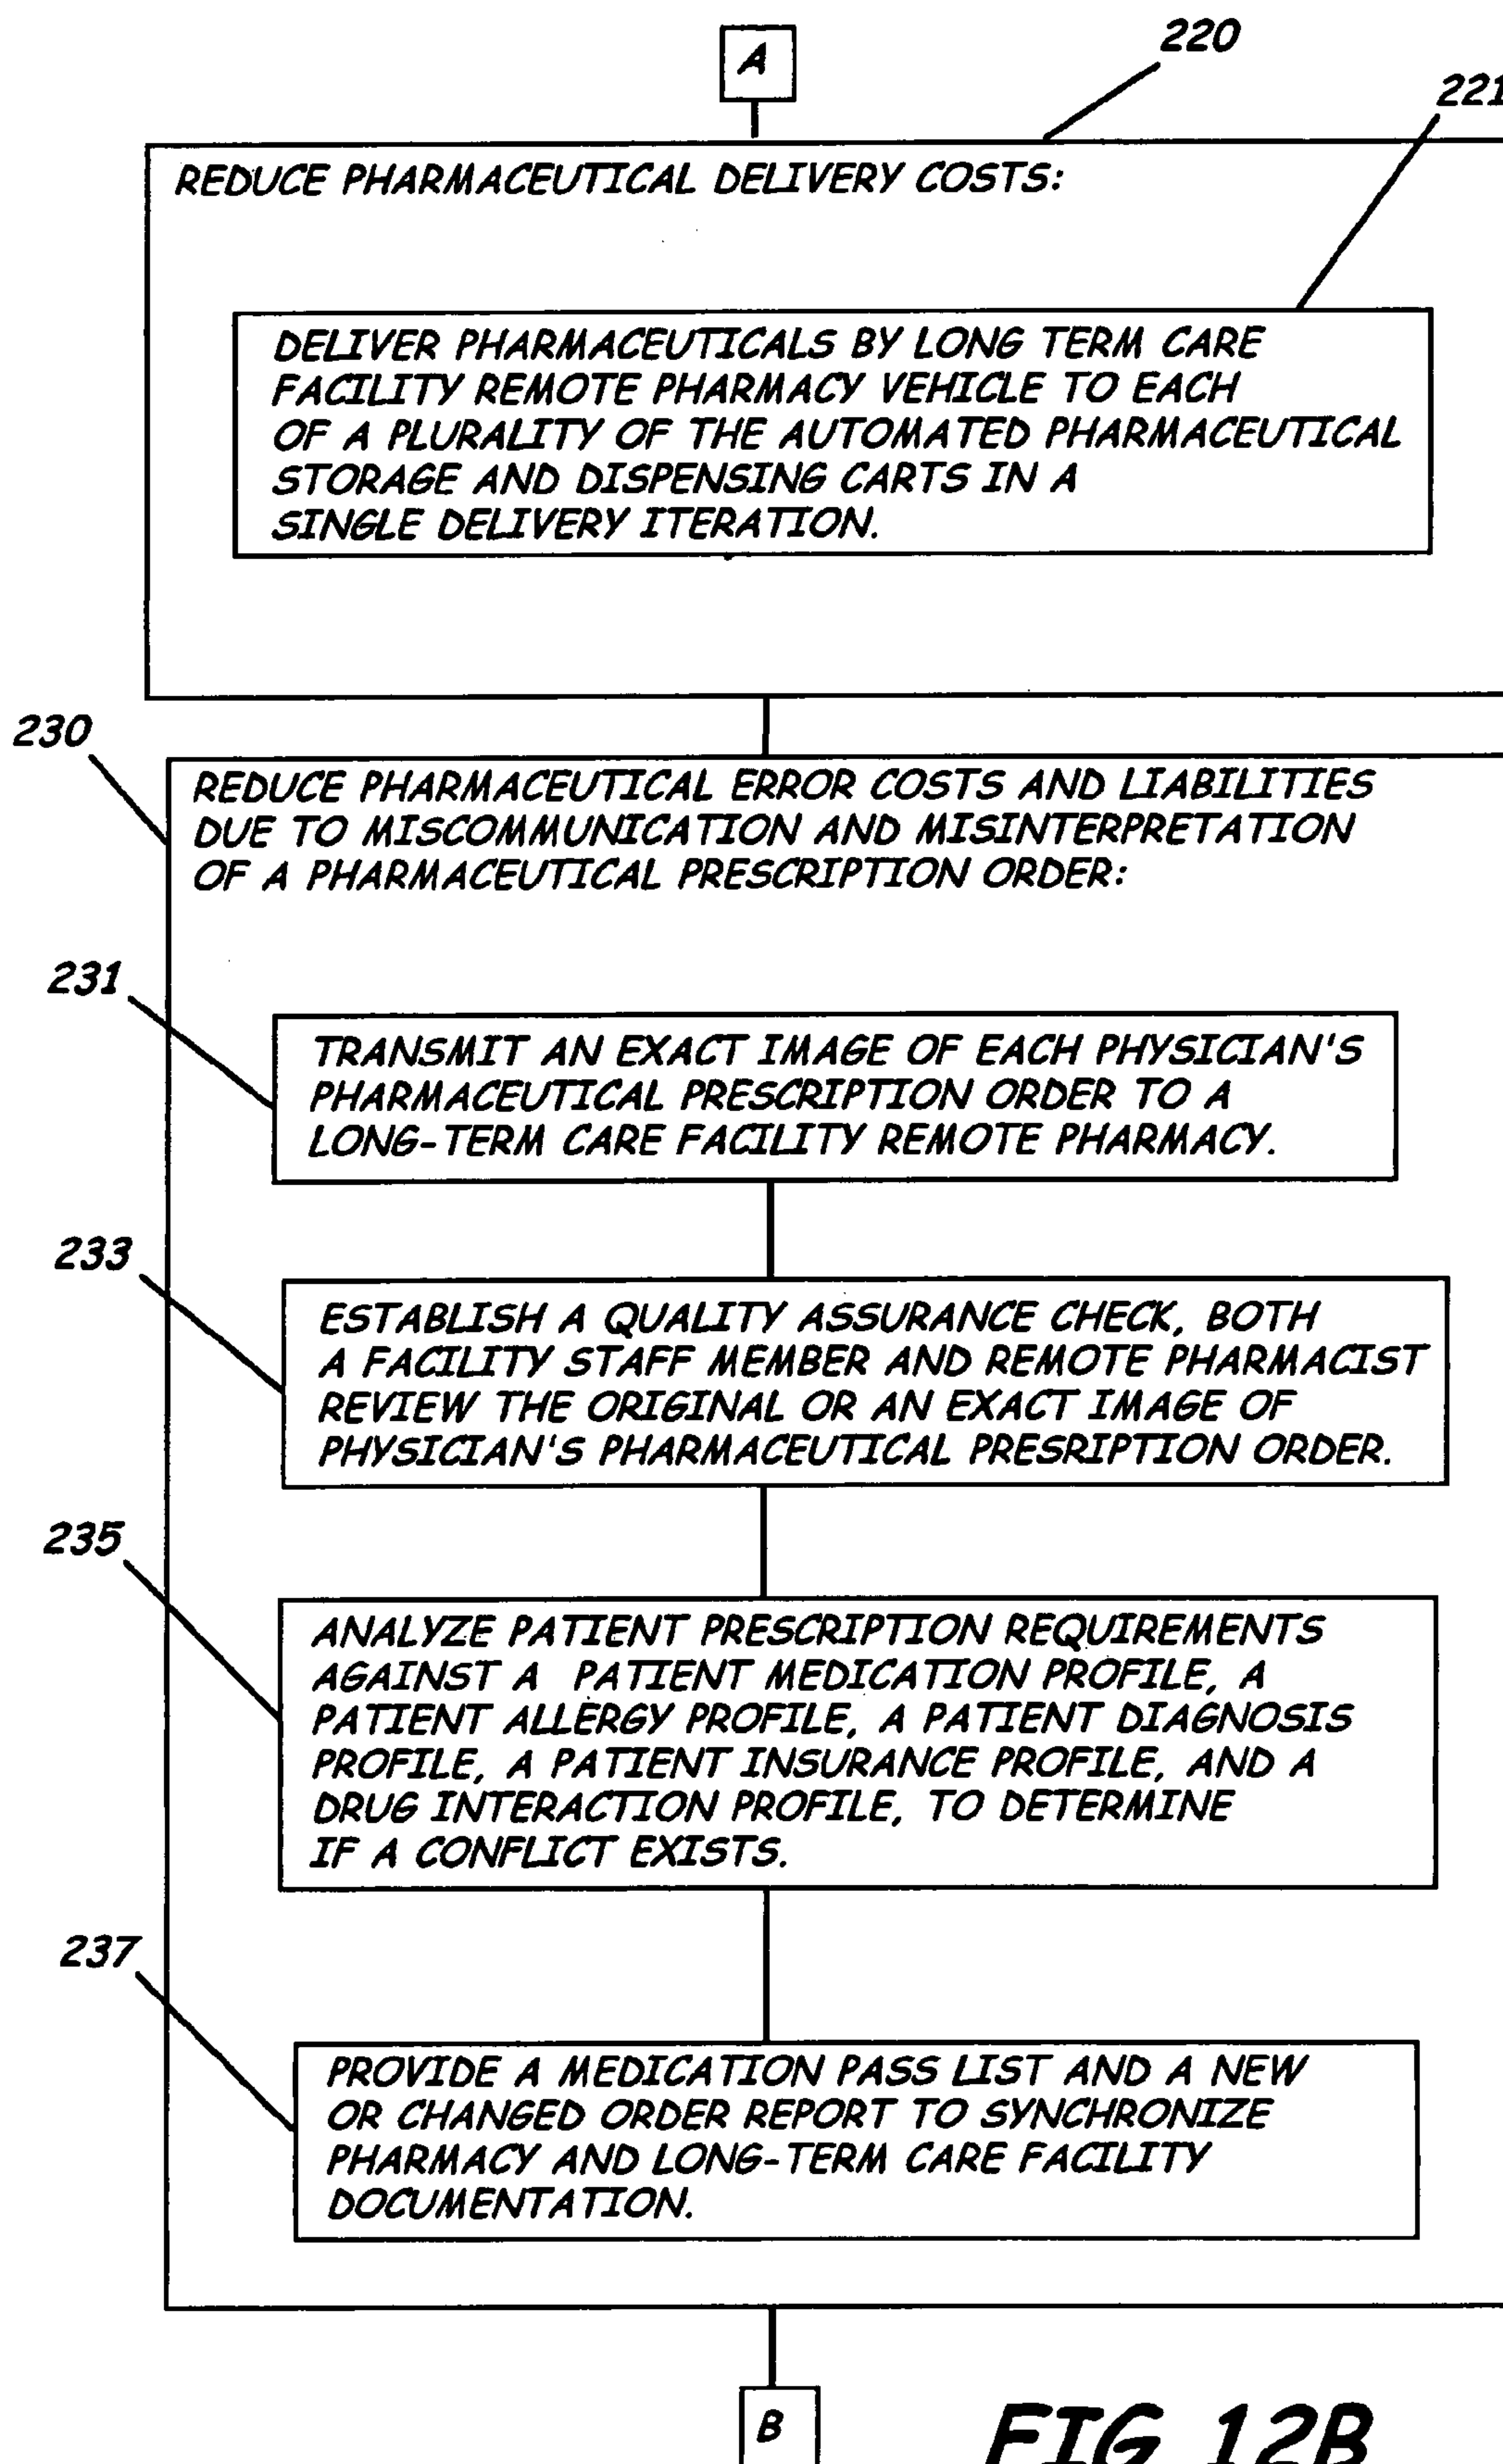 A
220
221
REDUCE PHARMACEUTICAL DELIVERY COSTS:
DELIVER PHARMACEUTICALS BY LONG TERM CARE
FACILITY REMOTE PHARMACY VEHICLE TO EACH
OF A PLURALITY OF THE AUTOMATED PHARMACEUTICAL
STORAGE AND DISPENSING CARTS IN A
SINGLE DELIVERY ITERATION.
230
REDUCE PHARMACEUTICAL ERROR COSTS AND LIABILITIES
DUE TO MISCOMMUNICATION AND MISINTERPRETATION
OF A PHARMACEUTICAL PRESCRIPTION ORDER:
231
TRANSMIT AN EXACT IMAGE OF EACH PHYSICIAN'S
PHARMACEUTICAL PRESCRIPTION ORDER TO A
LONG-TERM CARE FACILITY REMOTE PHARMACY.
233
ESTABLISH A QUALITY ASSURANCE CHECK, BOTH
A FACILITY STAFF MEMBER AND REMOTE PHARMACIST
REVIEW THE ORIGINAL OR AN EXACT IMAGE OF
PHYSICIAN'S PHARMACEUTICAL PRESRIPTION ORDER.
235
ANALYZE PATIENT PRESCRIPTION REQUIREMENTS
AGAINST A PATIENT MEDICATION PROFILE, A
PATIENT ALLERGY PROFILE, A PATIENT DIAGNOSIS
PROFILE, A PATIENT INSURANCE PROFILE, AND A
DRUG INTERACTION PROFILE, TO DETERMINE
IF A CONFLICT EXISTS.
237
PROVIDE A MEDICATION PASS LIST AND A NEW
OR CHANGED ORDER REPORT TO SYNCHRONIZE
PHARMACY AND LONG-TERM CARE FACILITY
DOCUMENTATION.
B
FIG 12B